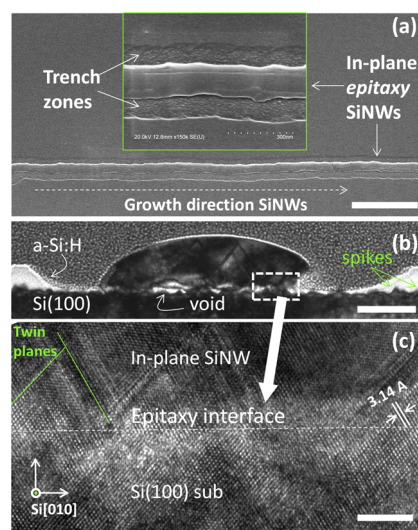 (a)
Trench
zones
In-plane
epitaxy
SiNWs
20.0kV 12.8mm x150k SE(U)
300nm
Growth direction SiNWs
(b)
a-Si:H
spikes
Si(100)
void
(c)
Twin
planes
In-plane SiNW
3.14 A
Epitaxy interface
Si(100) sub
Si[010]